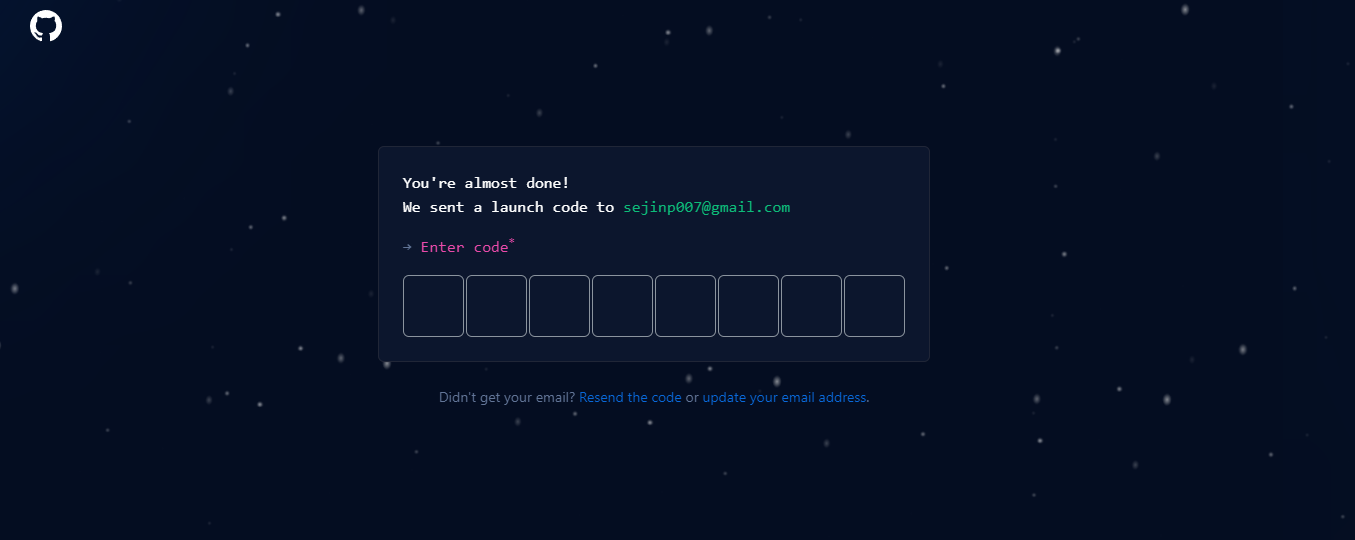 You're almost done!
We sent a launch code to sejinp007@gmail.com
→ Enter code*
Didn't get your email? Resend the code or update your email address.